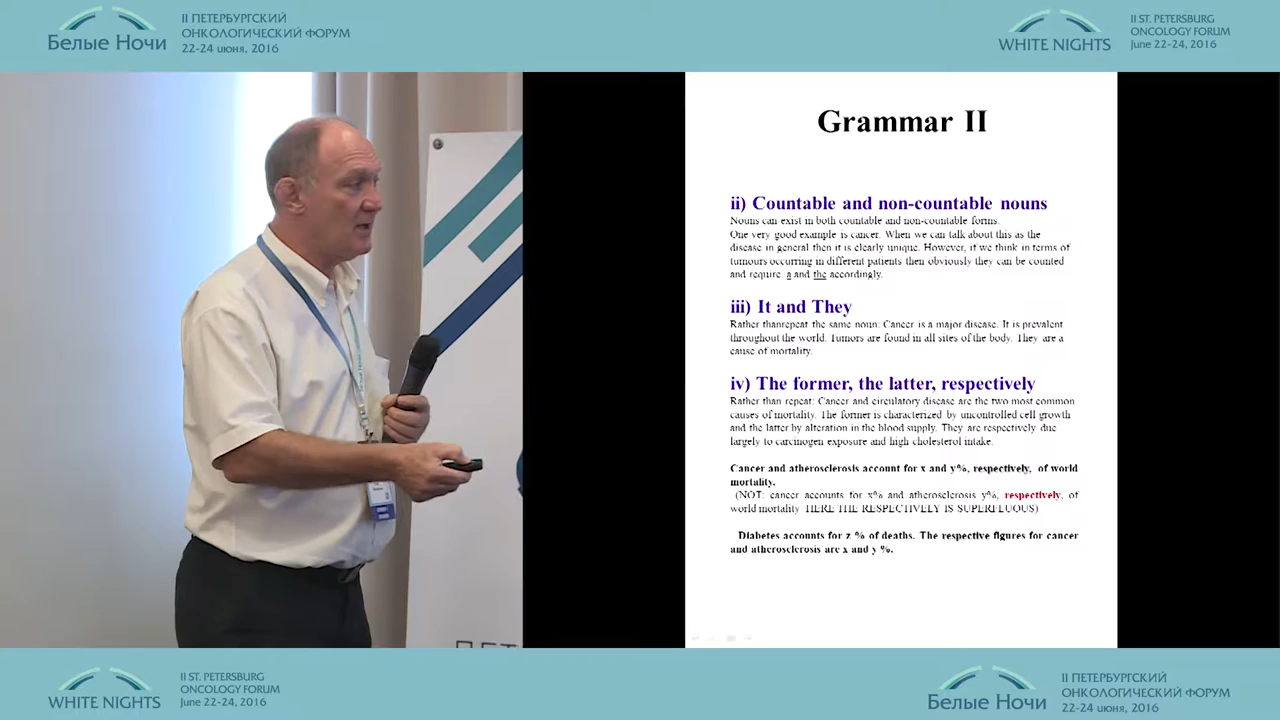 Белые Ночи
II ПЕТЕРБУРГСКИЙ
ОНКОЛОГИЧЕСКИЙ ФОРУМ
22-24 июня, 2016
WHITE NIGHTS
II ST. PETERSBURG
ONCOLOGY FORUM
June 22-24, 2016
Grammar II
ii) Countable and non-countable nouns
Nouns can exist in both countable and non-countable forms.
One very good example is cancer. When we can talk about this as the
disease in general then it is clearly unique. However, if we think in terms of
tumours occurring in different patients then obviously they can be counted
and require a and the accordingly.
iii) It and They
Rather thanrepeat the same noun: Cancer is a major disease. It is prevalent
throughout the world. Tumors are found in all sites of the body. They are a
cause of mortality.
iv) The former, the latter, respectively
Rather than repeat: Cancer and circulatory disease are the two most common
causes of mortality. The former is characterized by uncontrolled cell growth
and the latter by alteration in the blood supply. They are respectively due
largely to carcinogen exposure and high cholesterol intake.
Cancer and atherosclerosis account for x and y%, respectively, of world
mortality.
(NOT: cancer accounts for x% and atherosclerosis y%, respectively, of
world mortality HERE THE RESPECTIVELY IS SUPERFLUOUS)
Diabetes accounts for z % of deaths. The respective figures for cancer
and atherosclerosis are x and y %.
WHITE NIGHTS
II ST. PETERSBURG
ONCOLOGY FORUM
June 22-24, 2016
Белые Ночи
II ПЕТЕРБУРГСКИЙ
ОНКОЛОГИЧЕСКИЙ ФОРУМ
22-24 июня, 2016